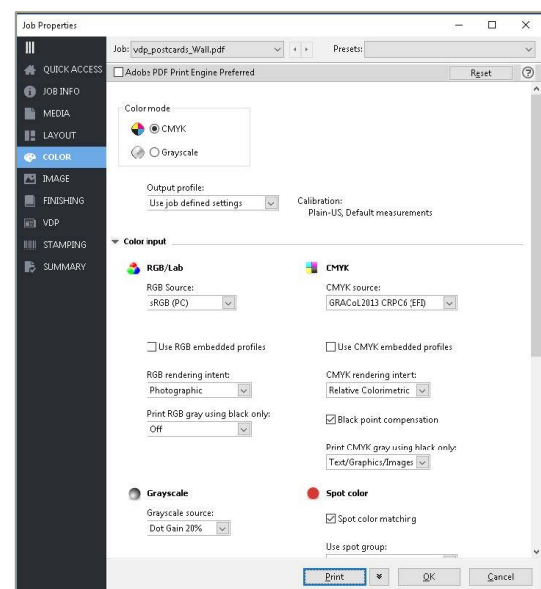 Job Properties
Job: vdp_postcards_Wall.pdf
Presets:
QUICK ACCESS
JOB INFO
MEDIA
LAYOUT
COLOR
IMAGE
FINISHING
VDP
STAMPING
SUMMARY
Adobe PDF Print Engine Preferred
Reset
Color mode
CMYK
Grayscale
Output profile:
Use job defined settings
Calibration:
Plain-US, Default measurements
Color input
RGB/Lab
RGB Source:
sRGB (PC)
Use RGB embedded profiles
RGB rendering intent:
Photographic
Print RGB gray using black only:
Off
CMYK
CMYK source:
GRACoL2013 CRPC6 (EFI)
Use CMYK embedded profiles
CMYK rendering intent:
Relative Colorimetric
Black point compensation
Print CMYK gray using black only:
Text/Graphics/Images
Grayscale
Grayscale source:
Dot Gain 20%
Spot color
Spot color matching
Use spot group:
Print
OK
Cancel